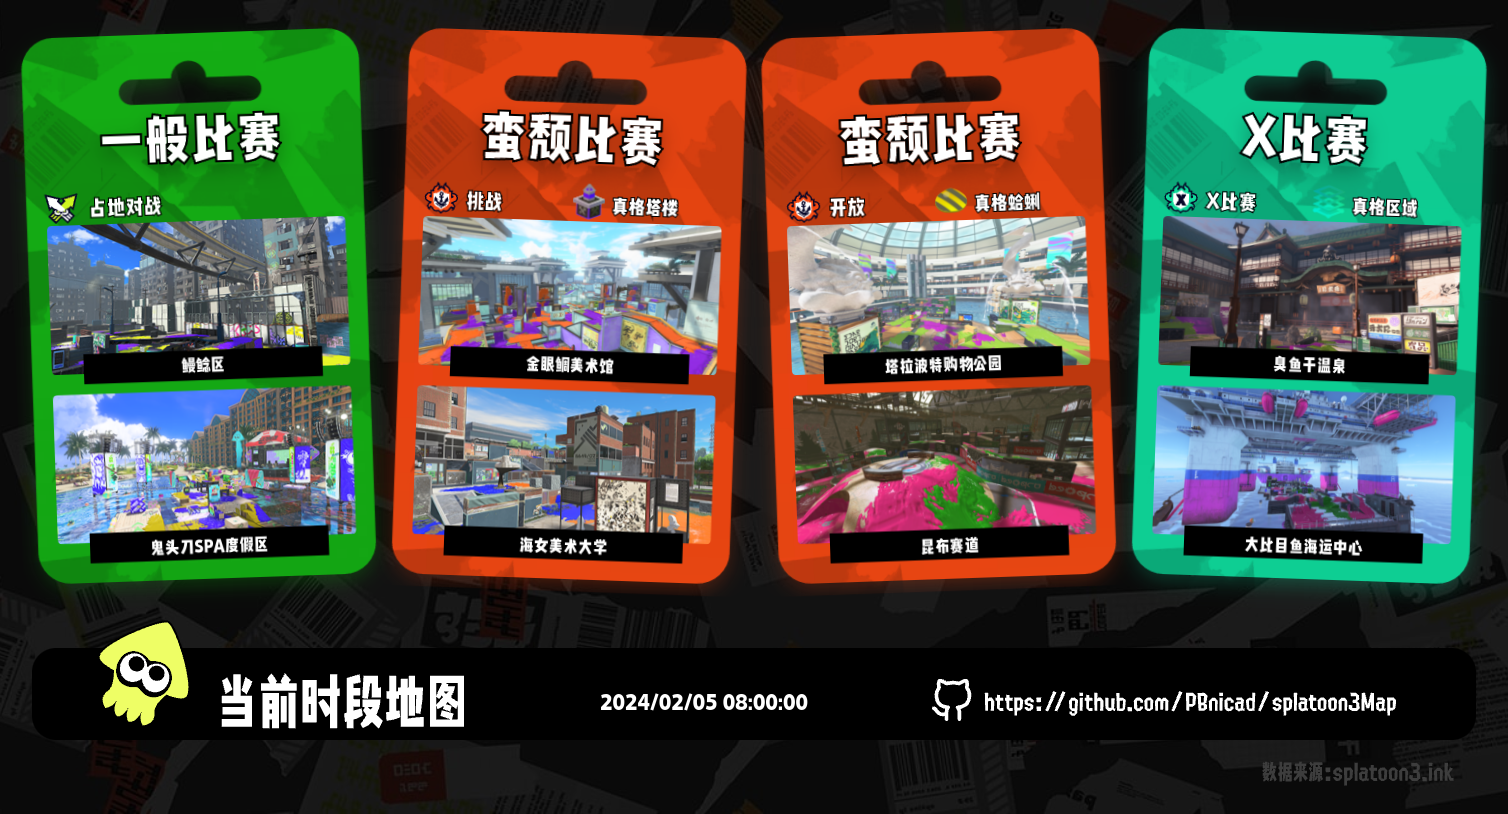 一般比赛
占地对战
鳗鲶区
鬼头刀SPA度假区
蛮颓比赛
挑战
真格塔楼
金眼鲷美术馆
海女美术大学
蛮颓比赛
开放
真格蛤蜊
塔拉波特购物公园
昆布赛道
X比赛
X比赛
真格区域
臭鱼干温泉
大比目鱼海运中心
当前时段地图
2024/02/05 08:00:00
https://github.com/PBnicad/splatoon3Map
数据来源:splatoon3.ink